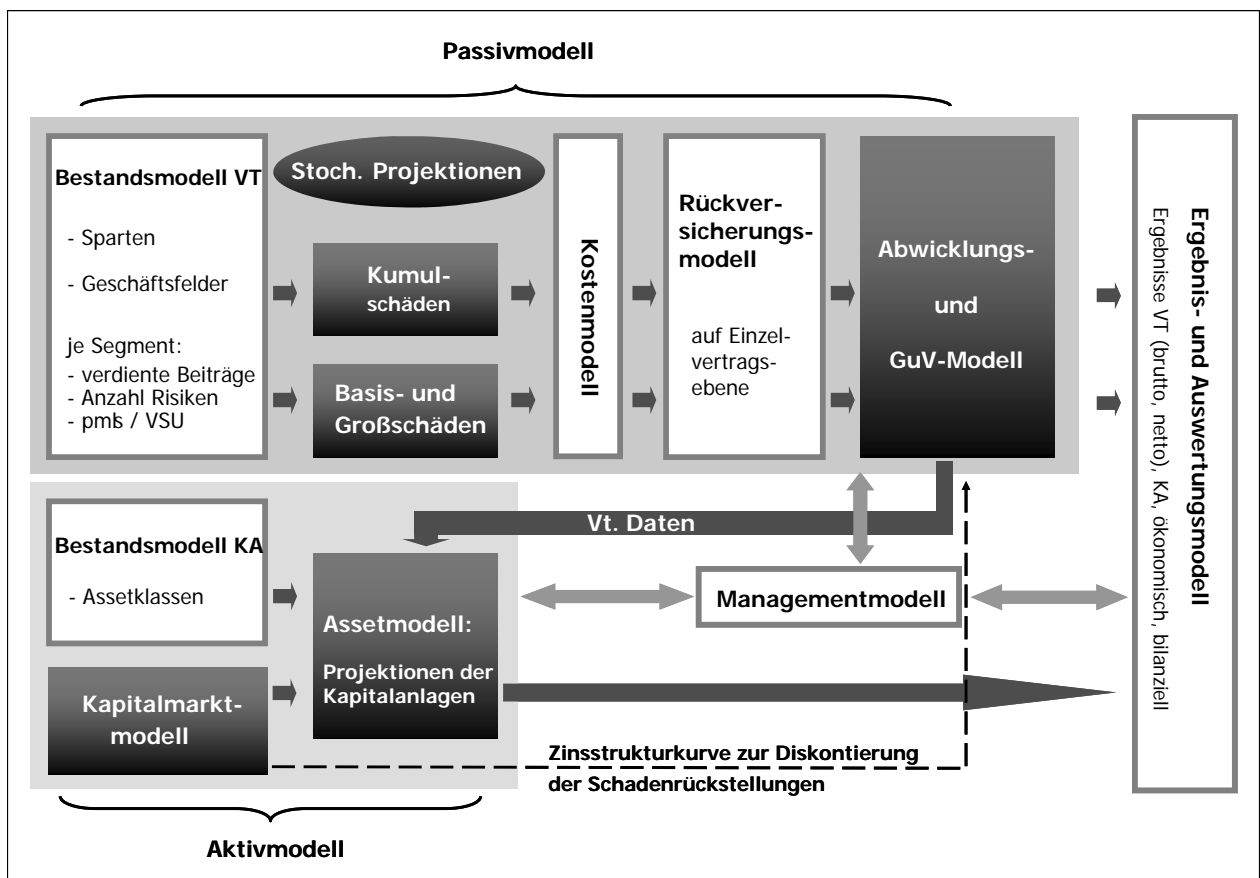 Passivmodell
Bestandsmodell VT
- Sparten
- Geschäftsfelder
je Segment:
- verdiente Beiträge
- Anzahl Risiken
- pmls / VSU
Stoch. Projektionen
Kumul-
schäden
Basis- und
Großschäden
Kostenmodell
Rückver-
sicherungs-
modell
auf Einzel-
vertrags-
ebene
Abwicklungs-
und
GuV-Modell
Ergebnis- und Auswertungsmodell
Ergebnisse VT (brutto, netto), KA, ökonomisch, bilanziell
Vt. Daten
Bestandsmodell KA
- Assetklassen
Assetmodell:
Projektionen der
Kapitalanlagen
Managementmodell
Kapitalmarkt-
modell
Zinsstrukturkurve zur Diskontierung
der Schadenrückstellungen
Aktivmodell